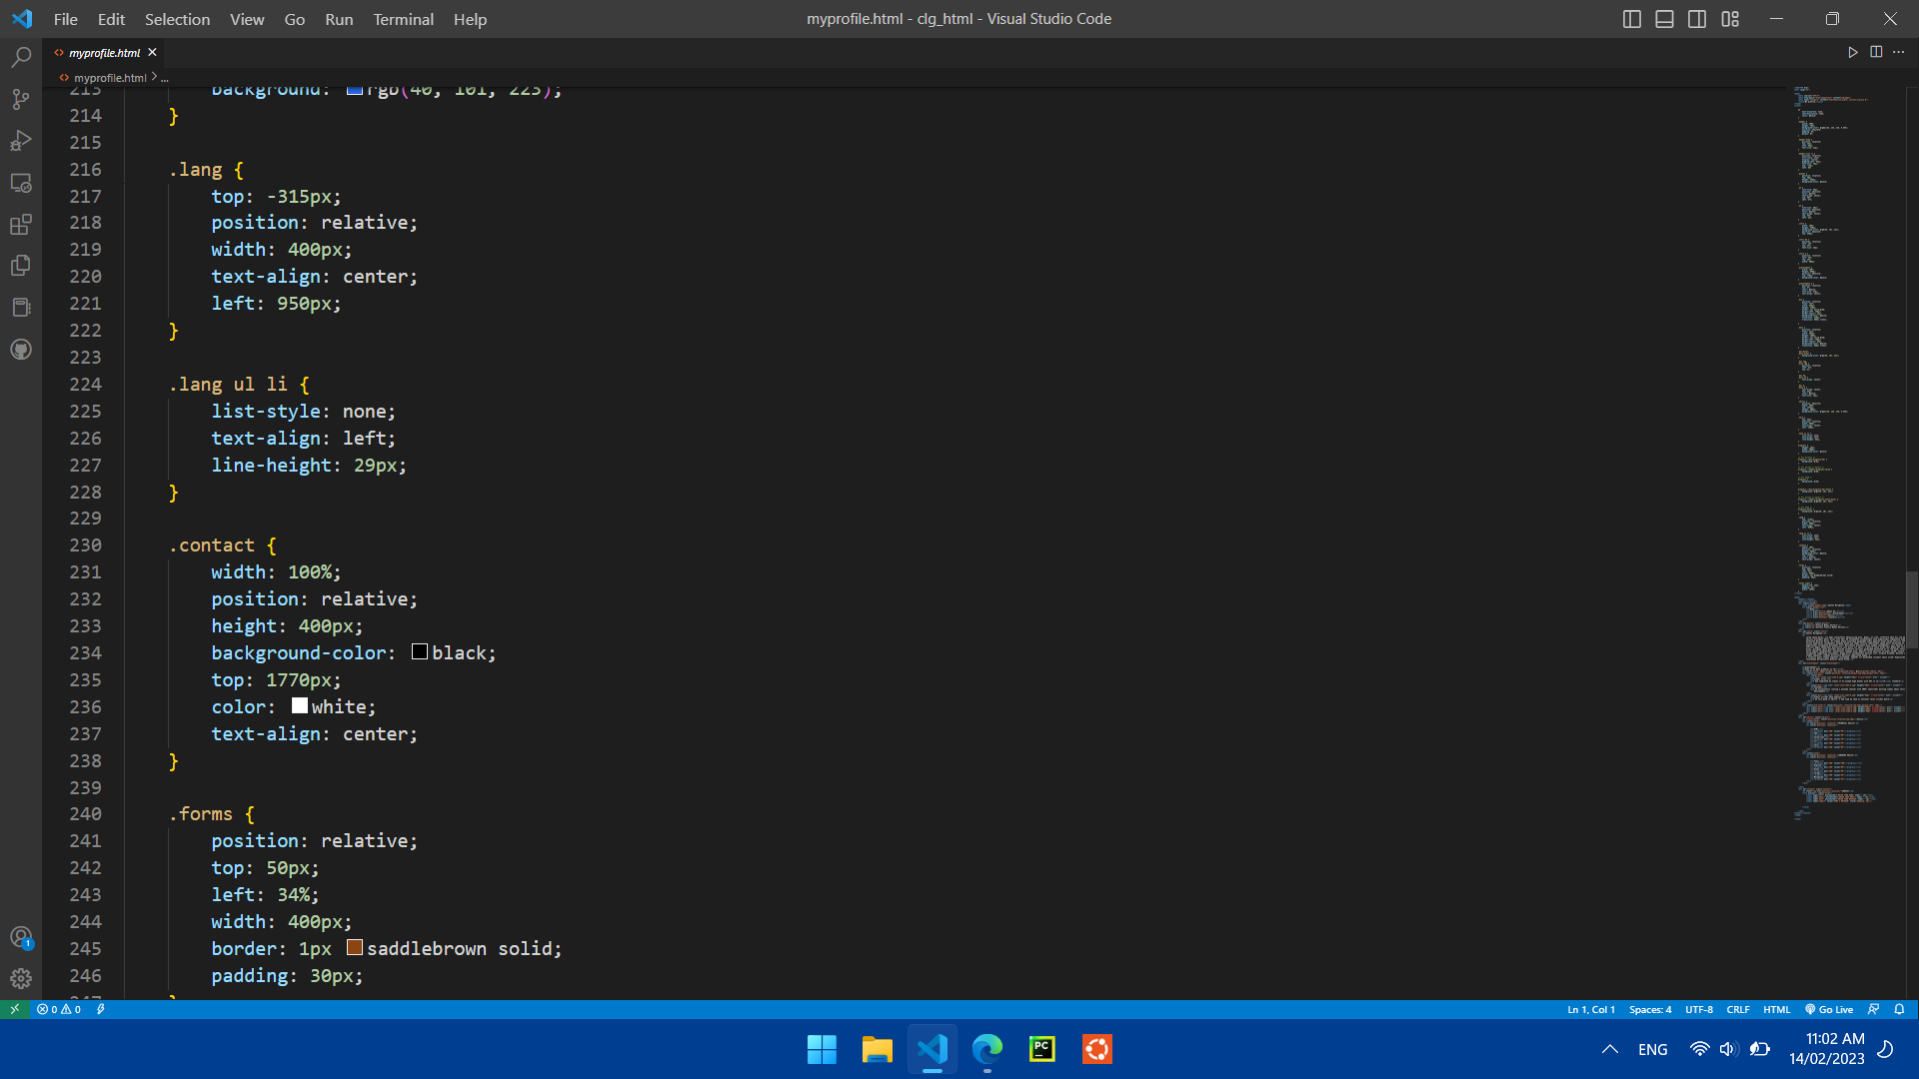 File Edit Selection View Go Run Terminal Help
myprofile.html - clg_html - Visual Studio Code
<> myprofile.html ×
<> myprofile.html > ...
213 background: rgb(40, 101, 223);
214 }
215
216 .lang {
217 top: -315px;
218 position: relative;
219 width: 400px;
220 text-align: center;
221 left: 950px;
222 }
223
224 .lang ul li {
225 list-style: none;
226 text-align: left;
227 line-height: 29px;
228 }
229
230 .contact {
231 width: 100%;
232 position: relative;
233 height: 400px;
234 background-color: black;
235 top: 1770px;
236 color: white;
237 text-align: center;
238 }
239
240 .forms {
241 position: relative;
242 top: 50px;
243 left: 34%;
244 width: 400px;
245 border: 1px saddlebrown solid;
246 padding: 30px;
1
0 0
Ln 1, Col 1 Spaces: 4 UTF-8 CRLF HTML Go Live
PC
ENG
11:02 AM
14/02/2023